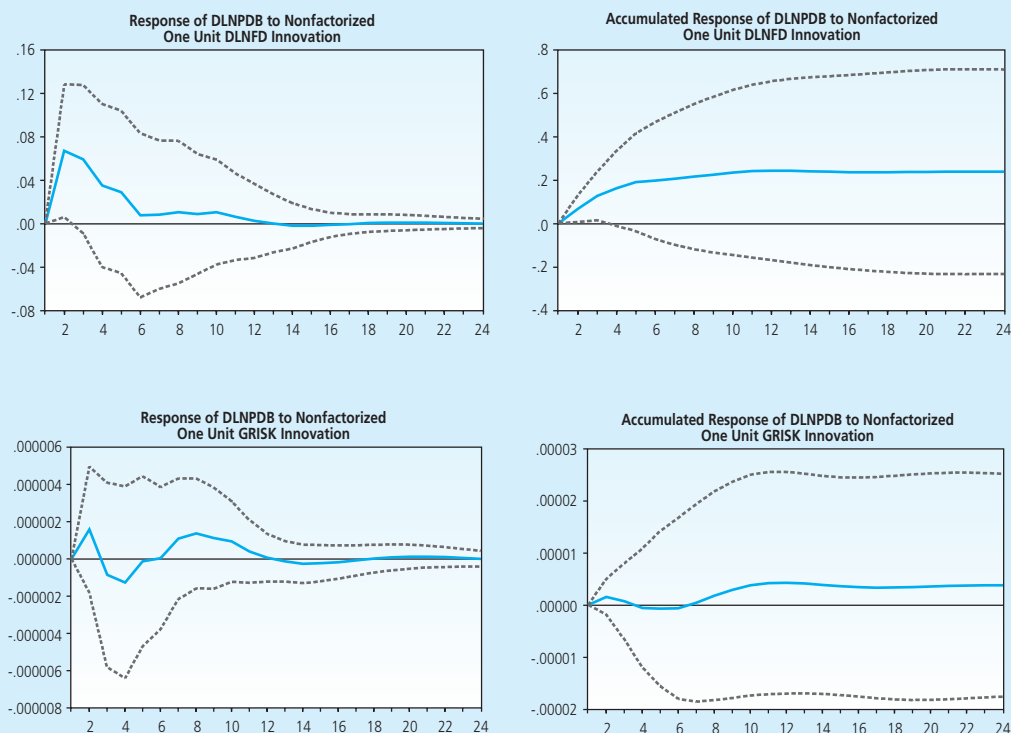 Response of DLNPDB to Nonfactorized
One Unit DLNFD Innovation
.16
.12
.08
.04
.00
-.04
-.08
2 4 6 8 10 12 14 16 18 20 22 24
Accumulated Response of DLNPDB to Nonfactorized
One Unit DLNFD Innovation
.8
.6
.4
.2
.0
-.2
-.4
2 4 6 8 10 12 14 16 18 20 22 24
Response of DLNPDB to Nonfactorized
One Unit GRISK Innovation
.000006
.000004
.000002
.000000
-.000002
-.000004
-.000006
-.000008
2 4 6 8 10 12 14 16 18 20 22 24
Accumulated Response of DLNPDB to Nonfactorized
One Unit GRISK Innovation
.00003
.00002
.00001
.00000
-.00001
-.00002
2 4 6 8 10 12 14 16 18 20 22 24